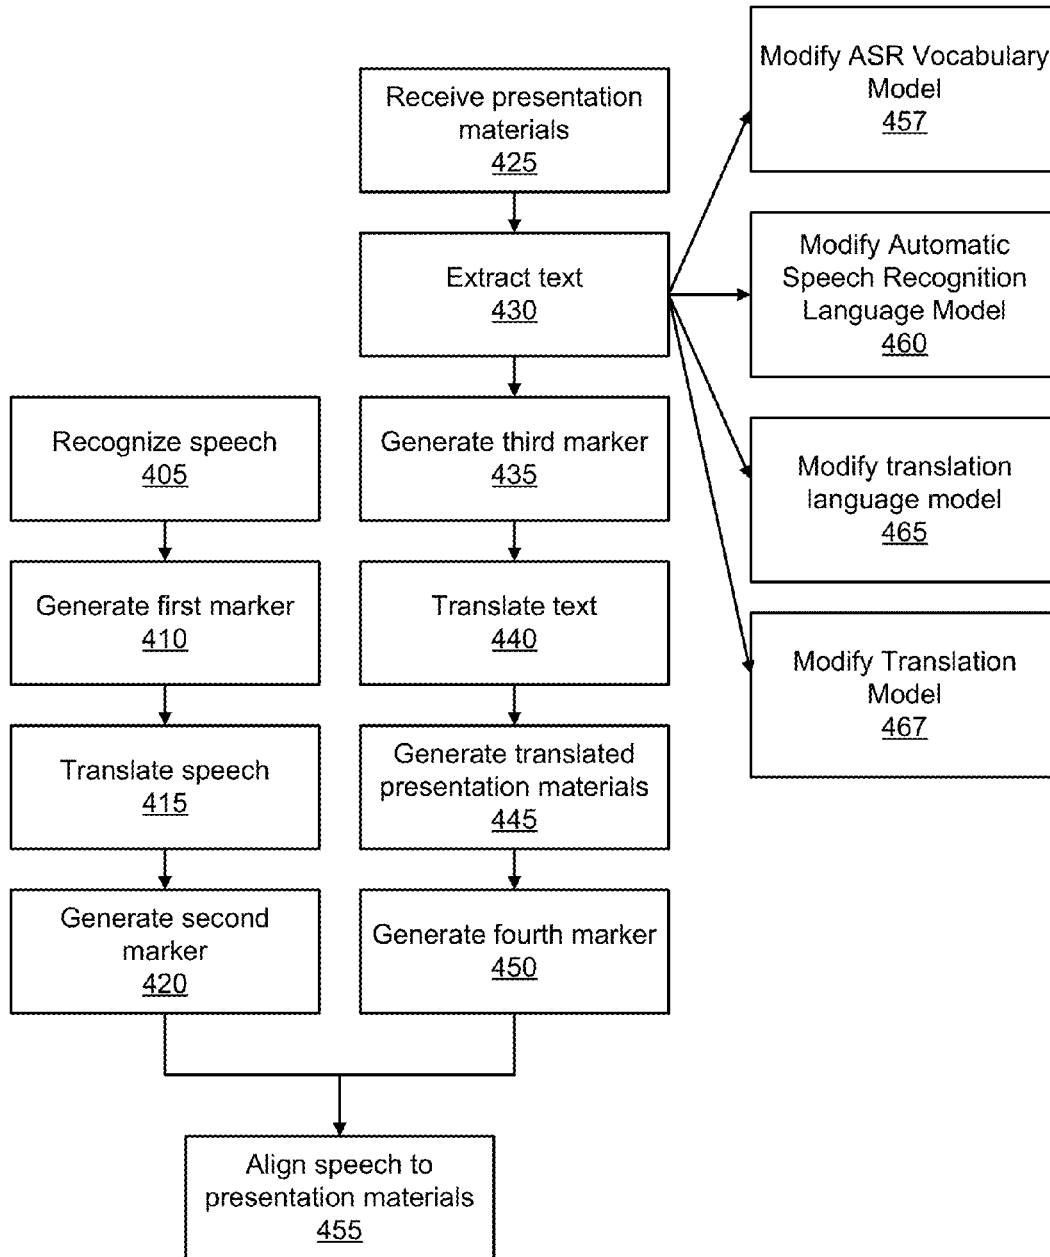 Receive presentation
materials
425
Extract text
430
Generate third marker
435
Translate text
440
Generate translated
presentation materials
445
Generate fourth marker
450
Recognize speech
405
Generate first marker
410
Translate speech
415
Generate second
marker
420
Align speech to
presentation materials
455
Modify ASR Vocabulary
Model
457
Modify Automatic
Speech Recognition
Language Model
460
Modify translation
language model
465
Modify Translation
Model
467